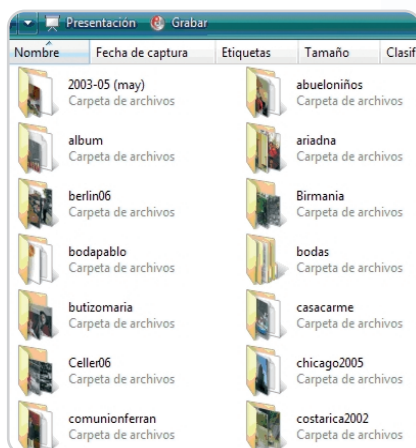 Presentación Grabar
Nombre Fecha de captura Etiquetas Tamaño Clasif
2003-05 (may) abueloniños
Carpeta de archivos Carpeta de archivos
album ariadna
Carpeta de archivos Carpeta de archivos
berlin06 Birmania
Carpeta de archivos Carpeta de archivos
bodapablo bodas
Carpeta de archivos Carpeta de archivos
butizomaria casacarme
Carpeta de archivos Carpeta de archivos
Celler06 chicago2005
Carpeta de archivos Carpeta de archivos
comunionferran costarica2002
Carpeta de archivos Carpeta de archivos